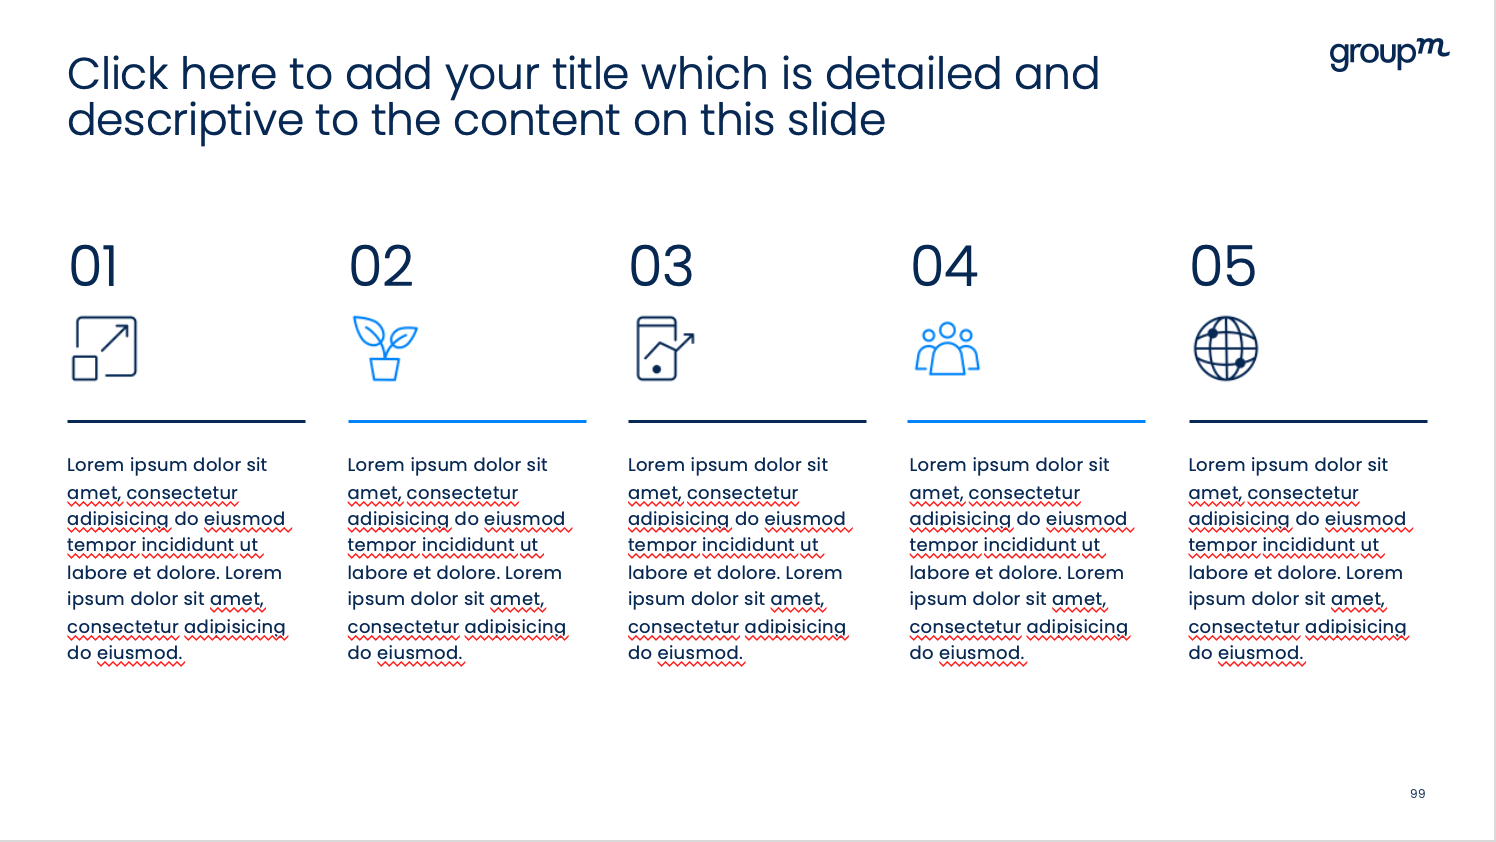 groupm
Click here to add your title which is detailed and
descriptive to the content on this slide
01
Lorem ipsum dolor sit
amet, consectetur
adipisicing do eiusmod
tempor incididunt ut
labore et dolore. Lorem
ipsum dolor sit amet,
consectetur adipisicing
do eiusmod.
02
Lorem ipsum dolor sit
amet, consectetur
adipisicing do eiusmod
tempor incididunt ut
labore et dolore. Lorem
ipsum dolor sit amet,
consectetur adipisicing
do eiusmod.
03
Lorem ipsum dolor sit
amet, consectetur
adipisicing do eiusmod
tempor incididunt ut
labore et dolore. Lorem
ipsum dolor sit amet,
consectetur adipisicing
do eiusmod.
04
Lorem ipsum dolor sit
amet, consectetur
adipisicing do eiusmod
tempor incididunt ut
labore et dolore. Lorem
ipsum dolor sit amet,
consectetur adipisicing
do eiusmod.
05
Lorem ipsum dolor sit
amet, consectetur
adipisicing do eiusmod
tempor incididunt ut
labore et dolore. Lorem
ipsum dolor sit amet,
consectetur adipisicing
do eiusmod.
99